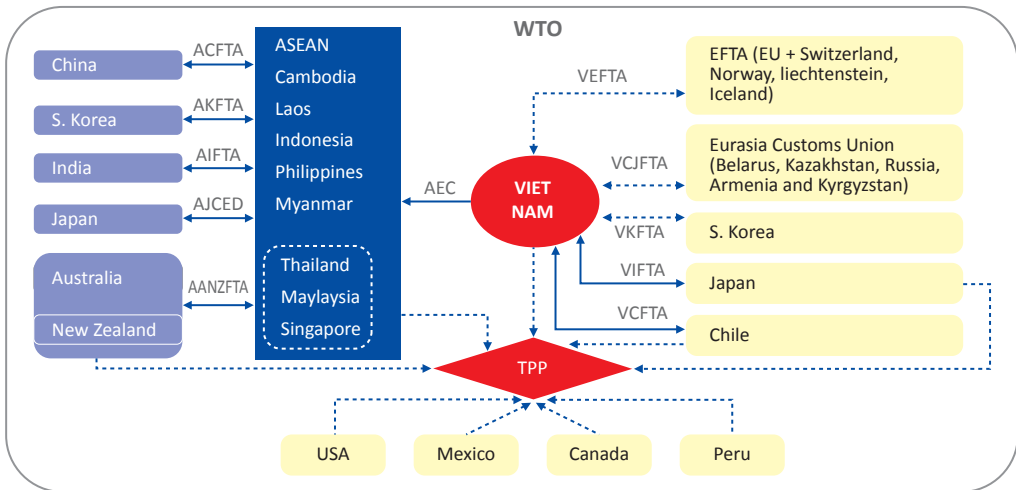 WTO
China
S. Korea
India
Japan
Australia
New Zealand
ACFTA
AKFTA
AIFTA
AJCED
AANZFTA
ASEAN
Cambodia
Laos
Indonesia
Philippines
Myanmar
Thailand
Maylaysia
Singapore
AEC
VIET
NAM
TPP
VEFTA
VCJFTA
VKFTA
VIFTA
VCFTA
EFTA (EU + Switzerland,
Norway, liechtenstein,
Iceland)
Eurasia Customs Union
(Belarus, Kazakhstan, Russia,
Armenia and Kyrgyzstan)
S. Korea
Japan
Chile
USA
Mexico
Canada
Peru